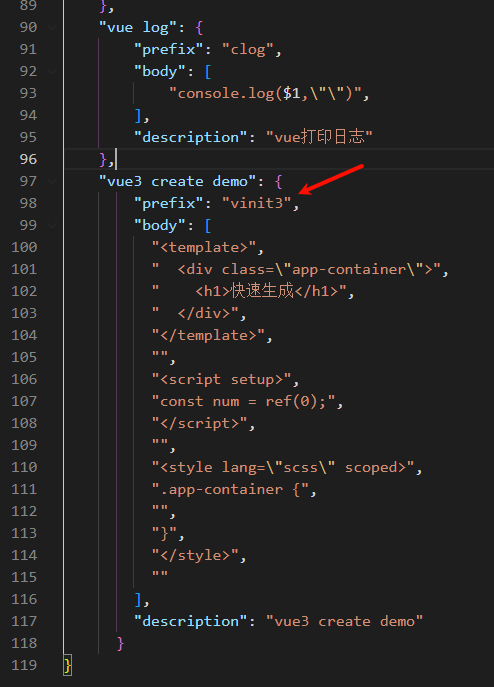 89 },
90 "vue log": {
91 "prefix": "clog",
92 "body": [
93 "console.log($1,\"\")",
94 ],
95 "description": "vue打印日志"
96 },
97 "vue3 create demo": {
98 "prefix": "vinit3",
99 "body": [
100 "<template>",
101 "  <div class=\"app-container\">",
102 "    <h1>快速生成</h1>",
103 "  </div>",
104 "</template>",
105 "",
106 "<script setup>",
107 "const num = ref(0);",
108 "</script>",
109 "",
110 "<style lang=\"scss\" scoped>",
111 ".app-container {",
112 "",
113 "}",
114 "</style>",
115 ""
116 ],
117 "description": "vue3 create demo"
118 }
119 }